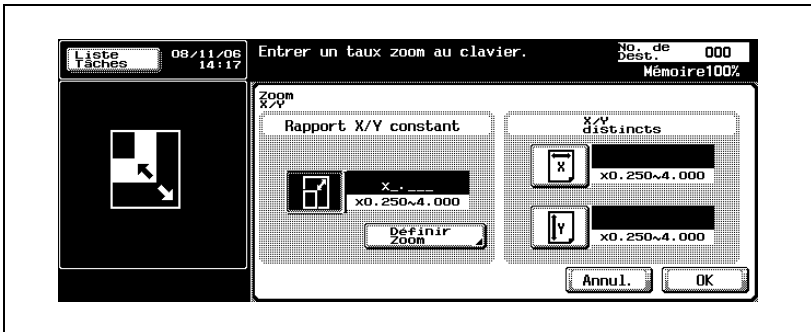 Liste
Tâches
08/11/06
14:17
Entrer un taux zoom au clavier.
No. de
Dest.
000
Mémoire100%
Zoom
X/Y
Rapport X/Y constant
x_.___
x0.250~4.000
Définir
Zoom
X/Y
distincts
X
x0.250~4.000
Y
x0.250~4.000
Annul.
OK